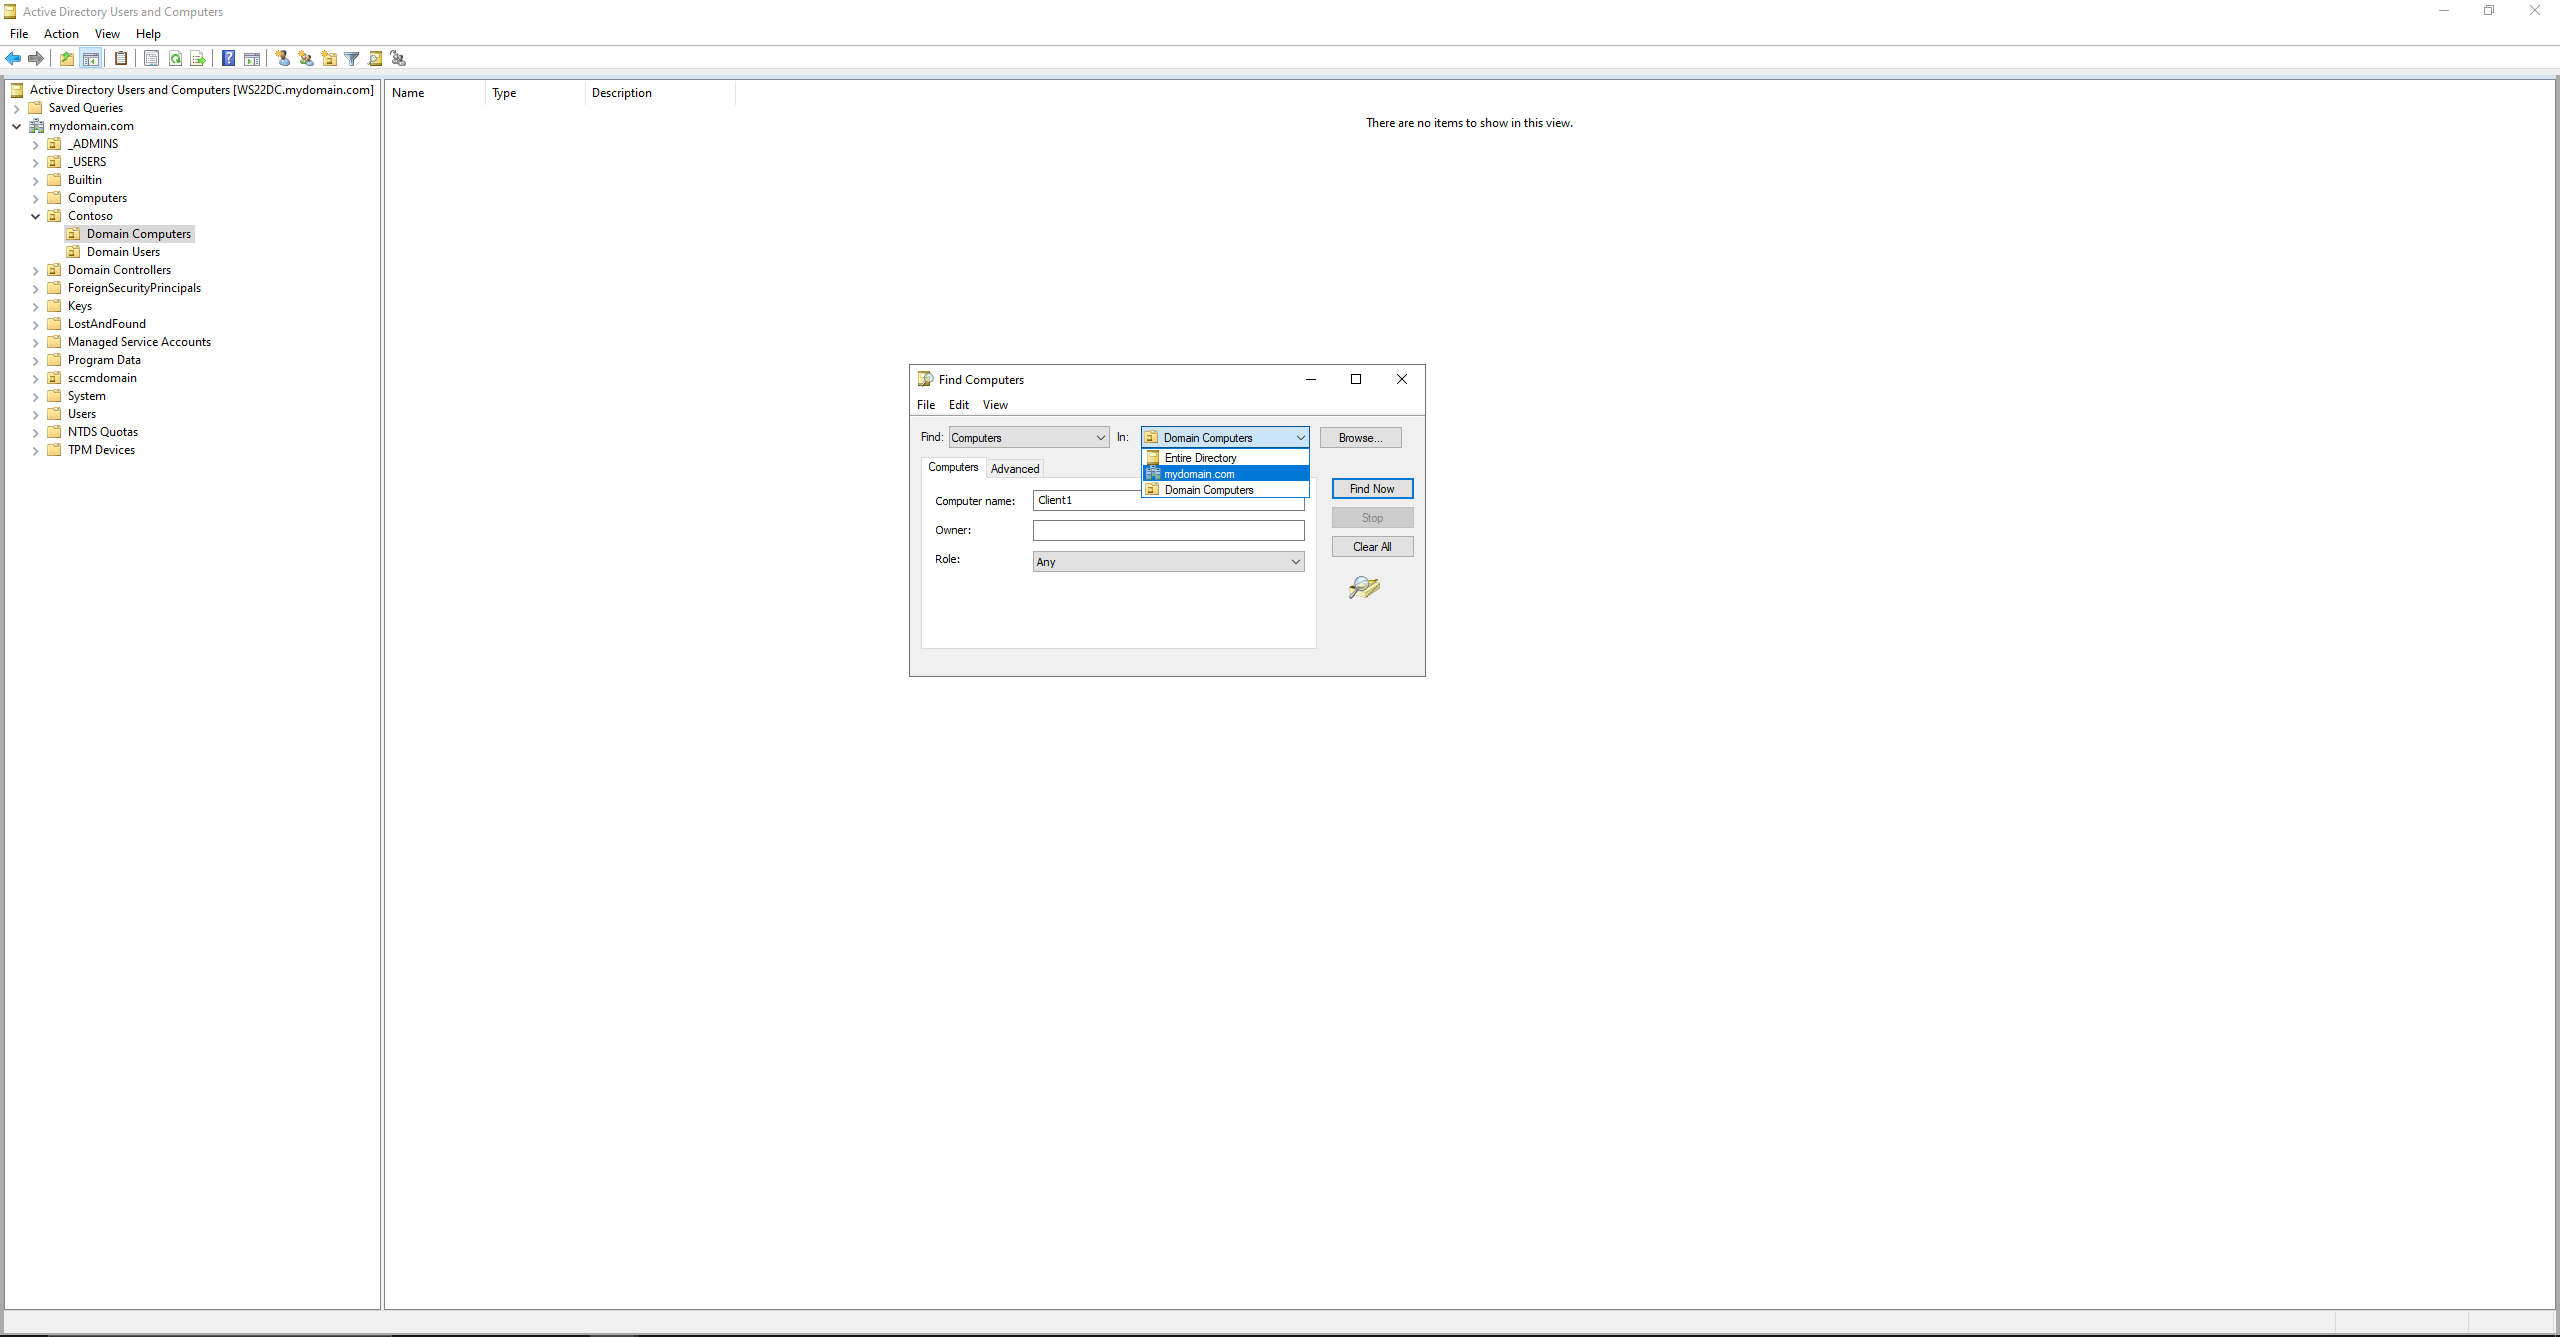 Active Directory Users and Computers
File Action View Help
Active Directory Users and Computers [WS22DC.mydomain.com]
Saved Queries
mydomain.com
_ADMINS
_USERS
Builtin
Computers
Contoso
Domain Computers
Domain Users
Domain Controllers
ForeignSecurityPrincipals
Keys
LostAndFound
Managed Service Accounts
Program Data
sccmdomain
System
Users
NTDS Quotas
TPM Devices
Name Type Description
There are no items to show in this view.
Find Computers
File Edit View
Find: Computers In: Domain Computers Browse...
Entire Directory
mydomain.com
Domain Computers
Computers Advanced
Computer name: Client1
Owner:
Role: Any
Find Now
Stop
Clear All